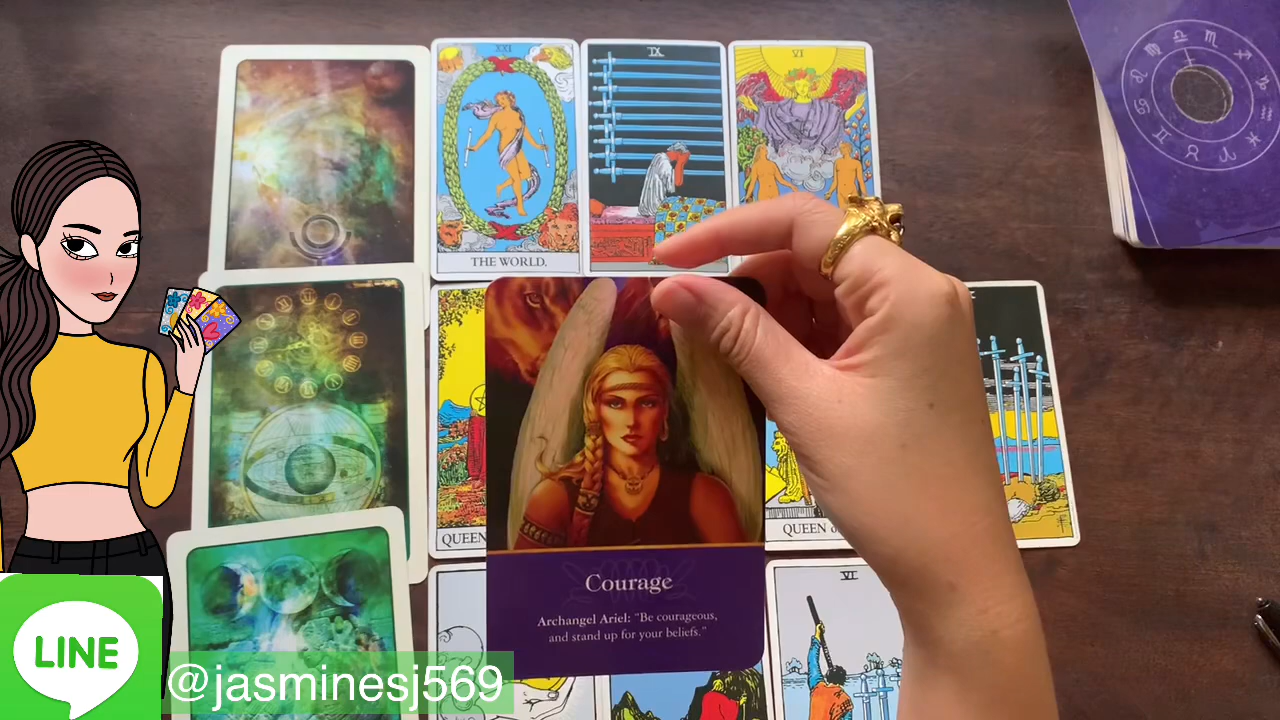 XXI
IX
VI
THE WORLD.
QUEEN
QUEEN
Courage
Archangel Ariel: "Be courageous,
and stand up for your beliefs."
VI
LINE
@jasminesj569